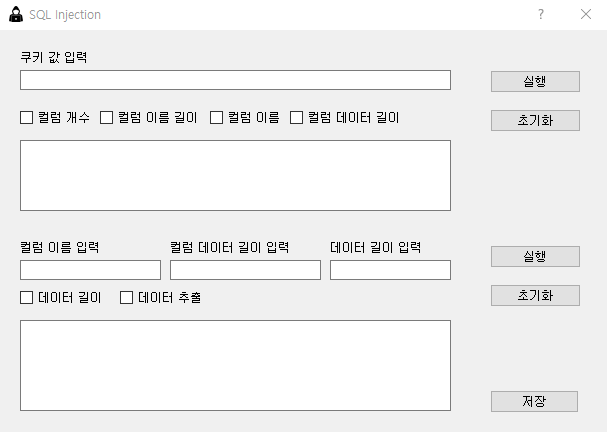 SQL Injection
쿠키 값 입력
실행
컬럼 개수 컬럼 이름 길이 컬럼 이름 컬럼 데이터 길이
초기화
컬럼 이름 입력 컬럼 데이터 길이 입력 데이터 길이 입력
실행
데이터 길이 데이터 추출
초기화
저장